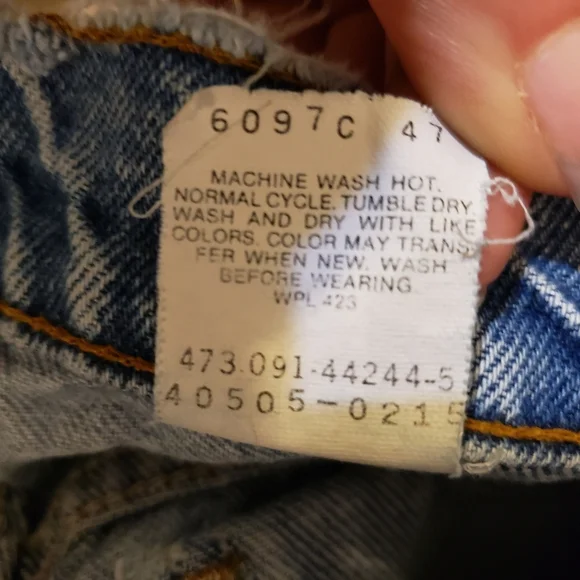 6097C 47
MACHINE WASH HOT.
NORMAL CYCLE. TUMBLE DRY.
WASH AND DRY WITH LIKE
COLORS. COLOR MAY TRANS-
FER WHEN NEW. WASH
BEFORE WEARING
WPL 423
473.091-44244-5
40505-0215